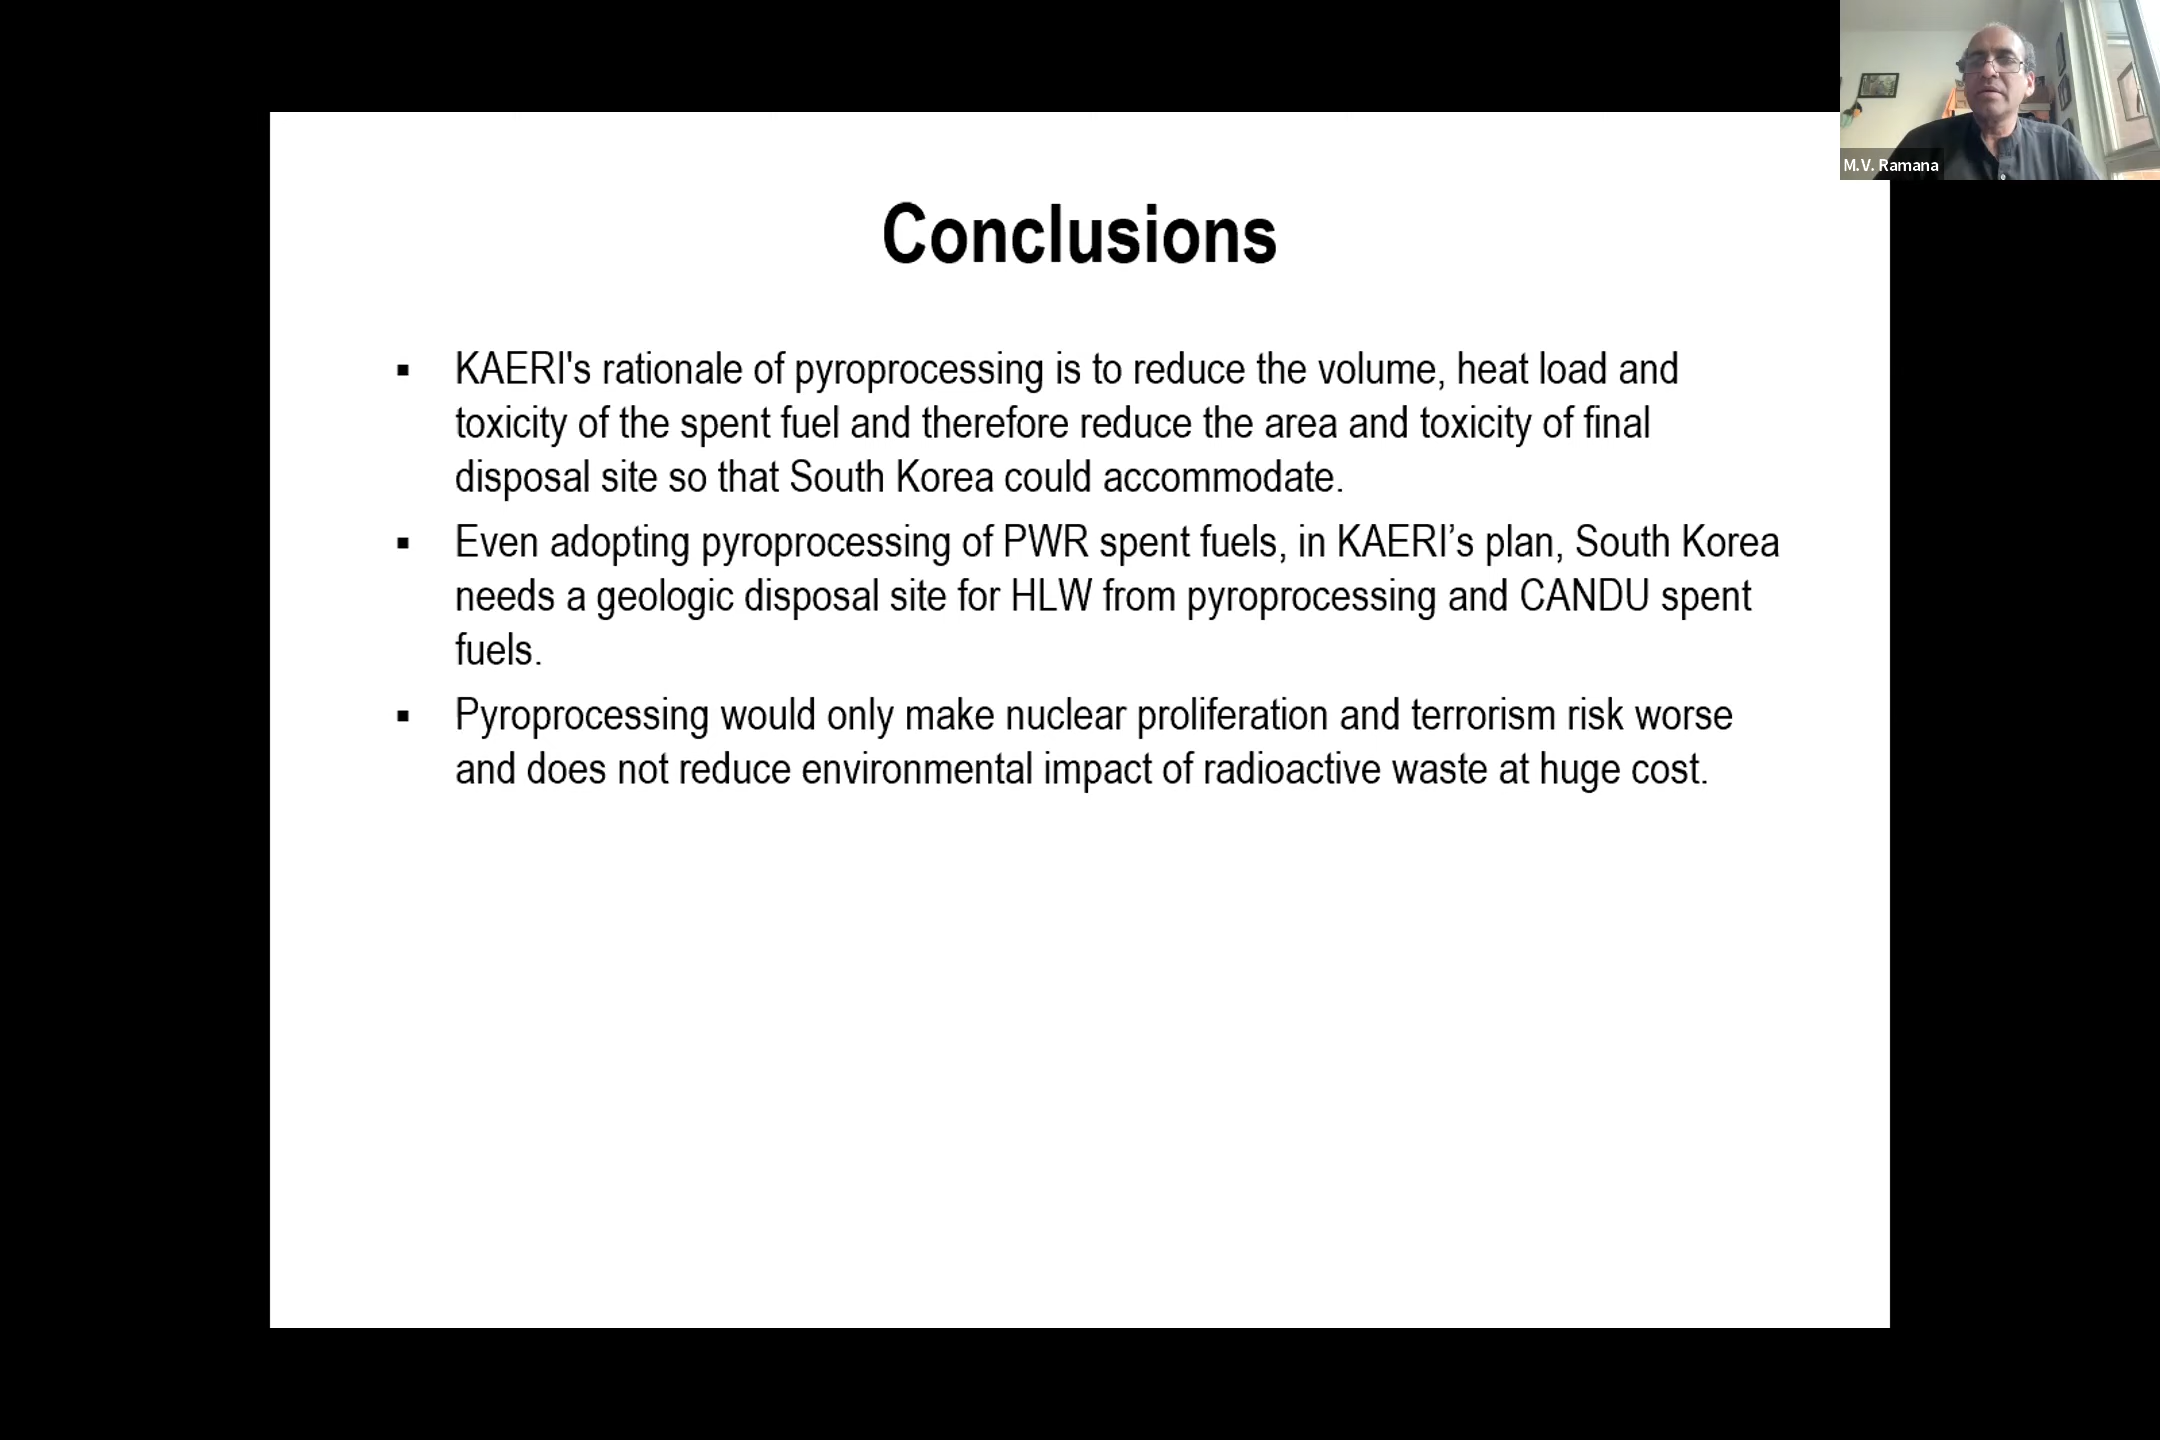 M.V. Ramana
Conclusions
▪ KAERI's rationale of pyroprocessing is to reduce the volume, heat load and
toxicity of the spent fuel and therefore reduce the area and toxicity of final
disposal site so that South Korea could accommodate.
▪ Even adopting pyroprocessing of PWR spent fuels, in KAERI’s plan, South Korea
needs a geologic disposal site for HLW from pyroprocessing and CANDU spent
fuels.
▪ Pyroprocessing would only make nuclear proliferation and terrorism risk worse
and does not reduce environmental impact of radioactive waste at huge cost.